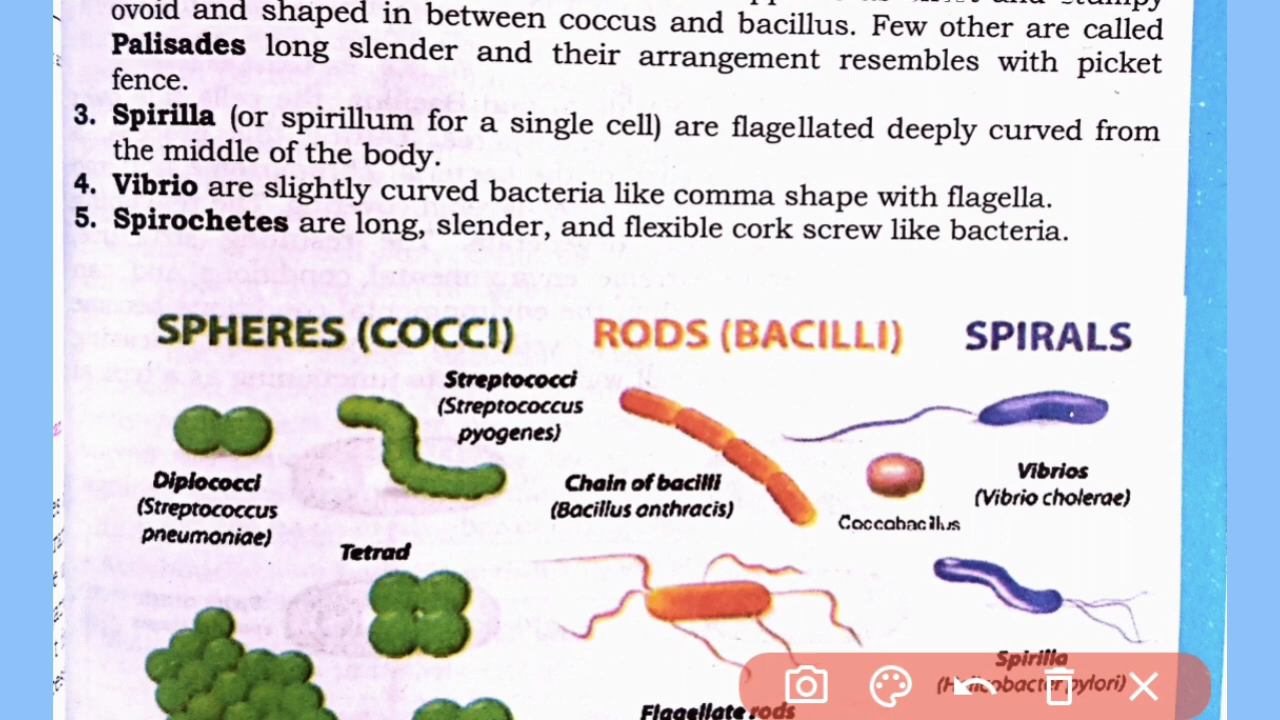 ovoid and shaped in between coccus and bacillus. Few other are called
Palisades long slender and their arrangement resembles with picket
fence.
3. Spirilla (or spirillum for a single cell) are flagellated deeply curved from
the middle of the body.
4. Vibrio are slightly curved bacteria like comma shape with flagella.
5. Spirochetes are long, slender, and flexible cork screw like bacteria.
SPHERES (COCCI)
RODS (BACILLI)
SPIRALS
Streptococci
(Streptococcus
pyogenes)
Diplococci
(Streptococcus
pneumoniae)
Tetrad
Chain of bacilli
(Bacillus anthracis)
Coccobacillus
Vibrios
(Vibrio cholerae)
Spirilla
(Helicobacter pylori)
Flagellate rods